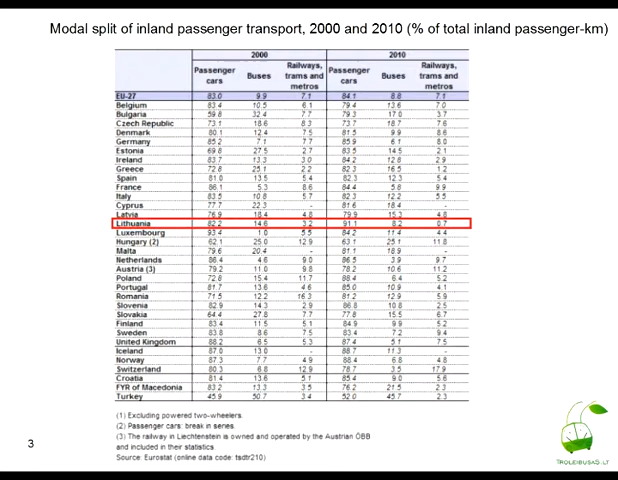 Modal split of inland passenger transport, 2000 and 2010 (% of total inland passenger-km)
2000 2010
Passenger cars Buses Railways, trams and metros Passenger cars Buses Railways, trams and metros
EU-27 83.0 9.9 7.1 84.1 8.8 7.1
Belgium 83.4 10.5 6.1 79.4 13.6 7.0
Bulgaria 59.8 32.4 7.7 79.3 17.0 3.7
Czech Republic 73.1 18.6 8.3 73.7 18.7 7.6
Denmark 80.1 12.4 7.5 81.5 9.9 8.6
Germany 85.2 7.1 7.7 85.9 6.1 8.0
Estonia 69.8 27.5 2.7 83.5 14.5 2.1
Ireland 83.7 13.3 3.0 84.2 12.8 2.9
Greece 72.8 25.1 2.2 82.3 16.5 1.2
Spain 81.0 13.5 5.4 82.3 12.3 5.4
France 86.1 5.3 8.6 84.4 5.8 9.9
Italy 83.5 10.8 5.7 82.3 12.2 5.5
Cyprus 77.7 22.3 - 81.6 18.4 -
Latvia 76.9 18.4 4.8 79.9 15.3 4.8
Lithuania 82.2 14.6 3.2 91.1 8.2 0.7
Luxembourg 93.4 1.0 5.5 84.2 11.4 4.4
Hungary (2) 62.1 25.0 12.9 63.1 25.1 11.8
Malta 79.6 20.4 - 81.1 18.9 -
Netherlands 86.4 4.6 9.0 86.5 3.9 9.7
Austria (3) 79.2 11.0 9.8 78.2 10.6 11.2
Poland 72.8 15.4 11.7 88.4 6.4 5.2
Portugal 81.7 13.6 4.6 85.0 10.9 4.1
Romania 71.5 12.2 16.3 81.2 12.9 5.9
Slovenia 82.9 14.3 2.9 86.8 10.8 2.5
Slovakia 64.4 27.8 7.7 77.8 15.5 6.7
Finland 83.4 11.5 5.1 84.9 9.9 5.2
Sweden 83.8 8.6 7.5 83.4 7.2 9.4
United Kingdom 88.2 6.5 5.3 87.4 5.1 7.5
Iceland 87.0 13.0 - 88.7 11.3 -
Norway 87.3 7.7 4.9 88.4 6.8 4.8
Switzerland 80.3 6.8 12.9 78.7 3.5 17.9
Croatia 81.4 13.6 5.1 85.4 9.0 5.6
FYR of Macedonia 83.2 13.3 3.5 76.2 21.5 2.3
Turkey 45.9 50.7 3.4 52.0 45.7 2.3
(1) Excluding powered two-wheelers.
(2) Passenger cars: break in series.
(3) The railway in Liechtenstein is owned and operated by the Austrian ÖBB
and included in their statistics.
Source: Eurostat (online data code: tsdtr210)
3
TROLEIBUSAS.LT